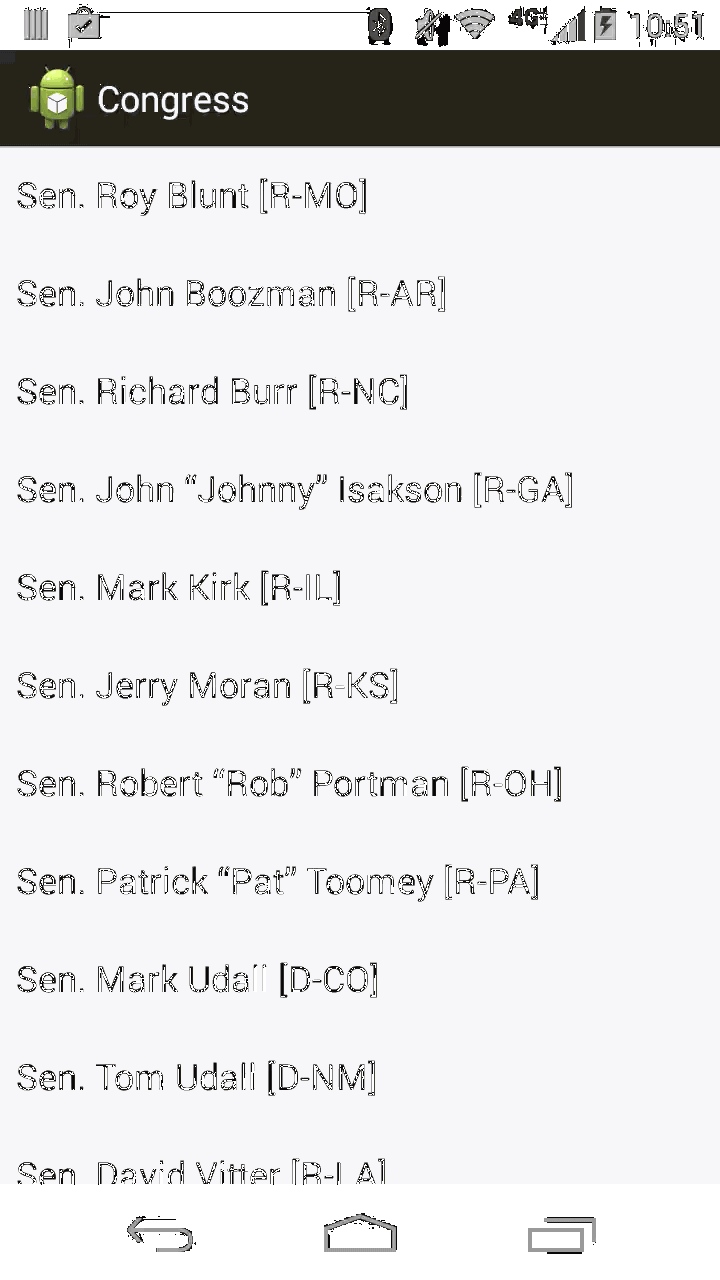 4G 10:51
Congress
Sen. Roy Blunt [R-MO]
Sen. John Boozman [R-AR]
Sen. Richard Burr [R-NC]
Sen. John “Johnny” Isakson [R-GA]
Sen. Mark Kirk [R-IL]
Sen. Jerry Moran [R-KS]
Sen. Robert “Rob” Portman [R-OH]
Sen. Patrick “Pat” Toomey [R-PA]
Sen. Mark Udall [D-CO]
Sen. Tom Udall [D-NM]
Sen. David Vitter [R-LA]